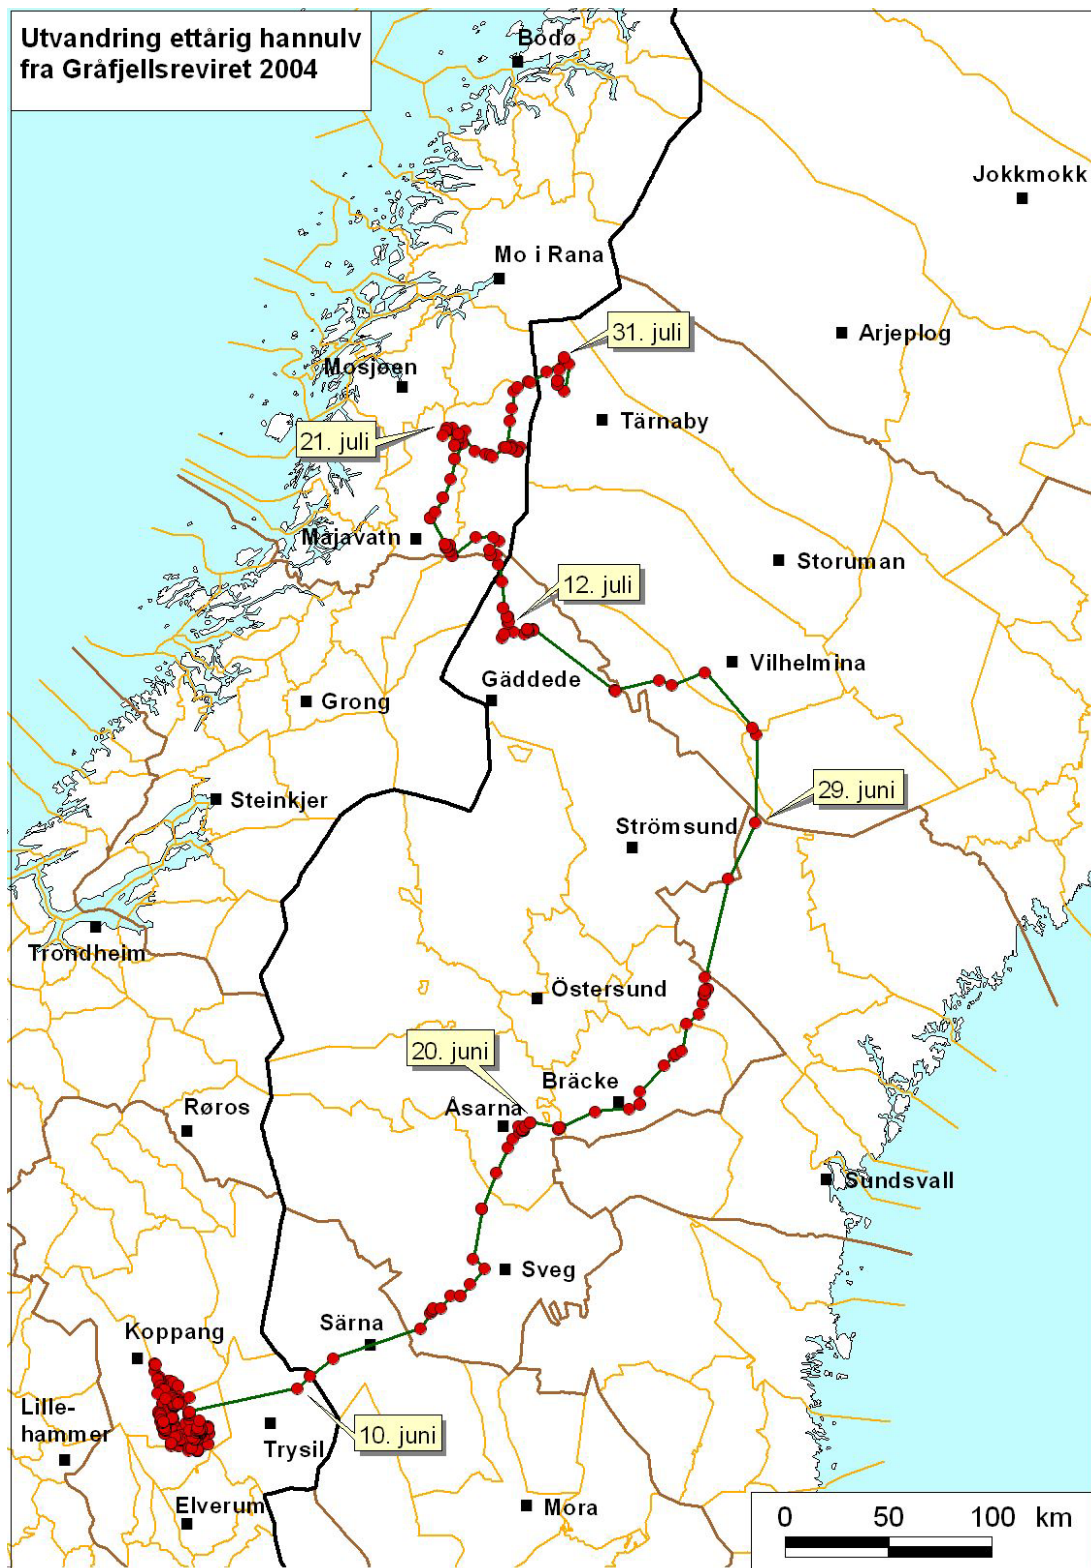 Utvandring ettårig hannulv
fra Gråfjellsreviret 2004
Bodø
Jokkmokk
Mo i Rana
31. juli
Arjeplog
Mosjøen
Tärnaby
21. juli
Majavatn
Storuman
12. juli
Vilhelmina
Gäddede
Grong
29. juni
Steinkjer
Strömsund
Trondheim
Östersund
20. juni
Bräcke
Åsarna
Røros
Sundsvall
Sveg
Särna
Koppang
Lille-
hammer
10. juni
Trysil
Elverum
Mora
0 50 100 km